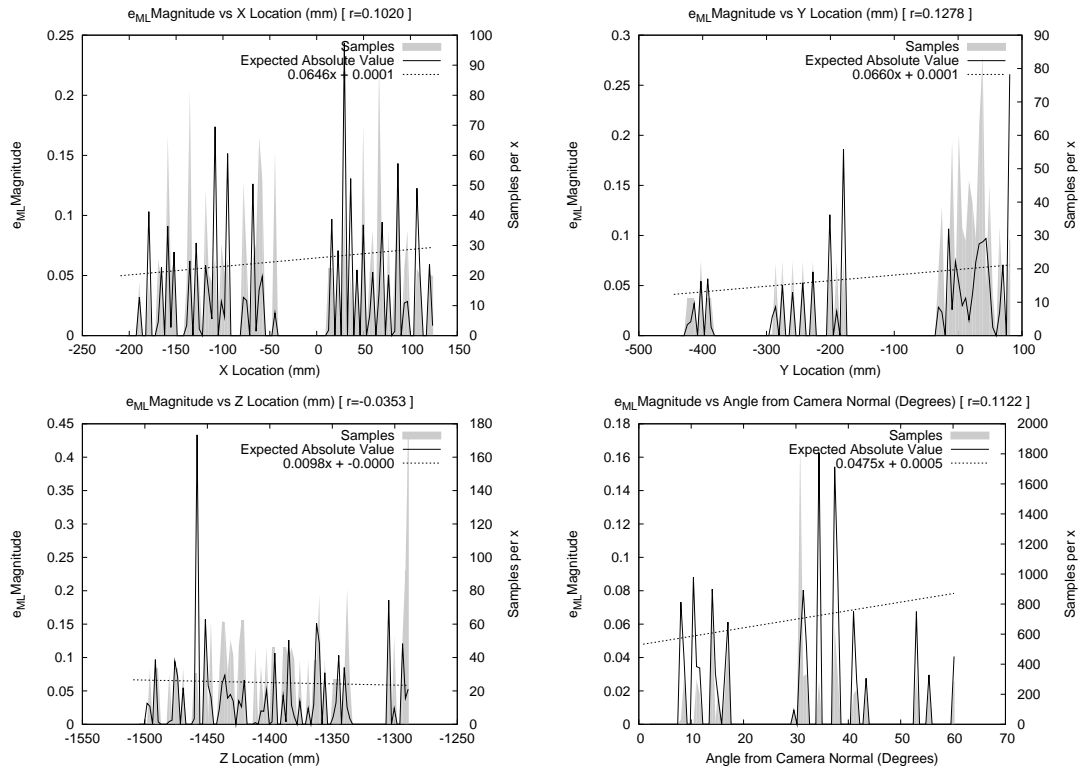 e_ML Magnitude vs X Location (mm) [ r=0.1020 ]
0.25
0.2
0.15
0.1
0.05
0
100
90
80
70
60
50
40
30
20
10
0
-250 -200 -150 -100 -50 0 50 100 150
X Location (mm)
e_ML Magnitude
Samples per x
Samples
Expected Absolute Value
0.0646x + 0.0001
e_ML Magnitude vs Y Location (mm) [ r=0.1278 ]
0.3
0.25
0.2
0.15
0.1
0.05
0
90
80
70
60
50
40
30
20
10
0
-500 -400 -300 -200 -100 0 100
Y Location (mm)
e_ML Magnitude
Samples per x
Samples
Expected Absolute Value
0.0660x + 0.0001
e_ML Magnitude vs Z Location (mm) [ r=-0.0353 ]
0.45
0.4
0.35
0.3
0.25
0.2
0.15
0.1
0.05
0
180
160
140
120
100
80
60
40
20
0
-1550 -1500 -1450 -1400 -1350 -1300 -1250
Z Location (mm)
e_ML Magnitude
Samples per x
Samples
Expected Absolute Value
0.0098x + -0.0000
e_ML Magnitude vs Angle from Camera Normal (Degrees) [ r=0.1122 ]
0.18
0.16
0.14
0.12
0.1
0.08
0.06
0.04
0.02
0
2000
1800
1600
1400
1200
1000
800
600
400
200
0
0 10 20 30 40 50 60 70
Angle from Camera Normal (Degrees)
e_ML Magnitude
Samples per x
Samples
Expected Absolute Value
0.0475x + 0.0005